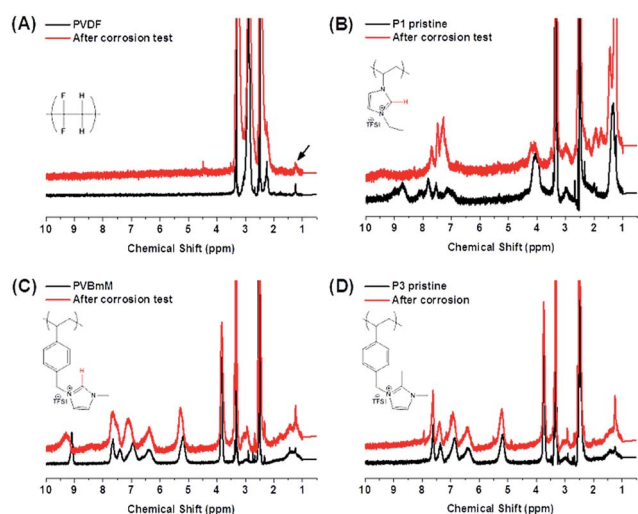 (A)
PVDF
After corrosion test
F H
F H
10 9 8 7 6 5 4 3 2 1
Chemical Shift (ppm)
(B)
P1 pristine
After corrosion test
N
H
N
⊕
TFSI
⊖
10 9 8 7 6 5 4 3 2 1
Chemical Shift (ppm)
(C)
PVBmM
After corrosion test
H
N N
⊕
TFSI
⊖
10 9 8 7 6 5 4 3 2 1
Chemical Shift (ppm)
(D)
P3 pristine
After corrosion
N N
⊕
TFSI
⊖
10 9 8 7 6 5 4 3 2 1
Chemical Shift (ppm)